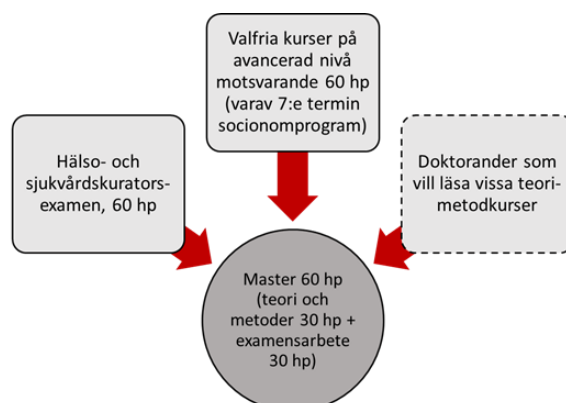 Valfria kurser på
avancerad nivå
motsvarande 60 hp
(varav 7:e termin
socionomprogram)
Hälso- och
sjukvårdskurators-
examen, 60 hp
Doktorander som
vill läsa vissa teori-
metodkurser
Master 60 hp
(teori och
metoder 30 hp +
examensarbete
30 hp)